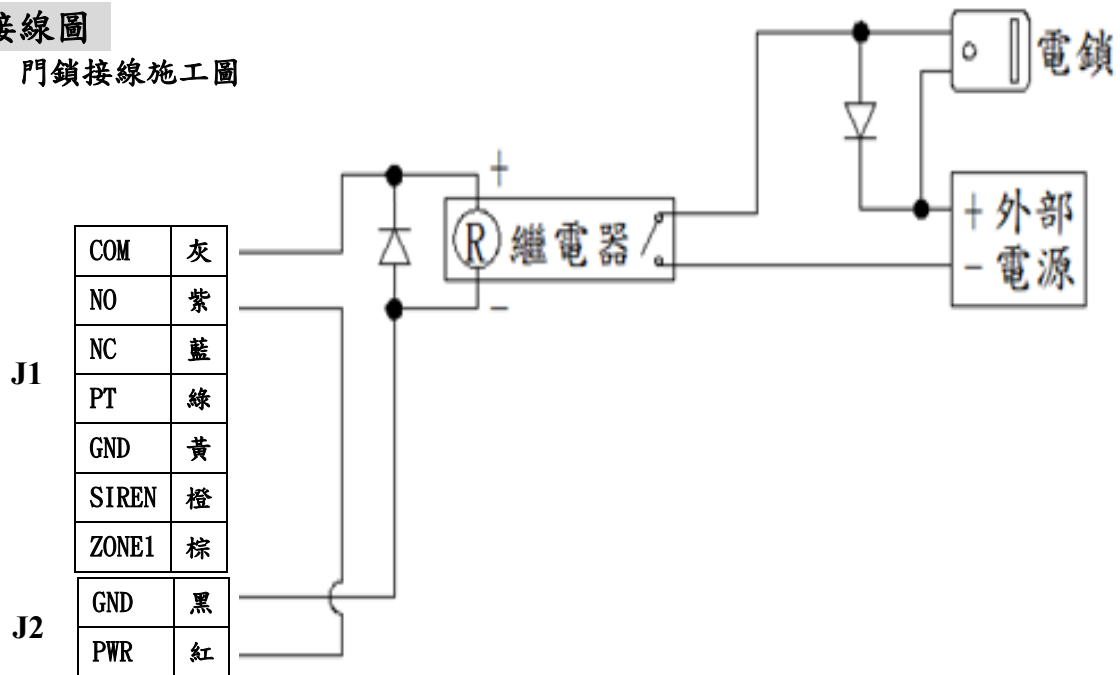 接線圖
門鎖接線施工圖
電鎖
+
R 繼電器
-
+ 外部
- 電源
J1
COM 灰
NO 紫
NC 藍
PT 綠
GND 黃
SIREN 橙
ZONE1 棕
J2
GND 黑
PWR 紅